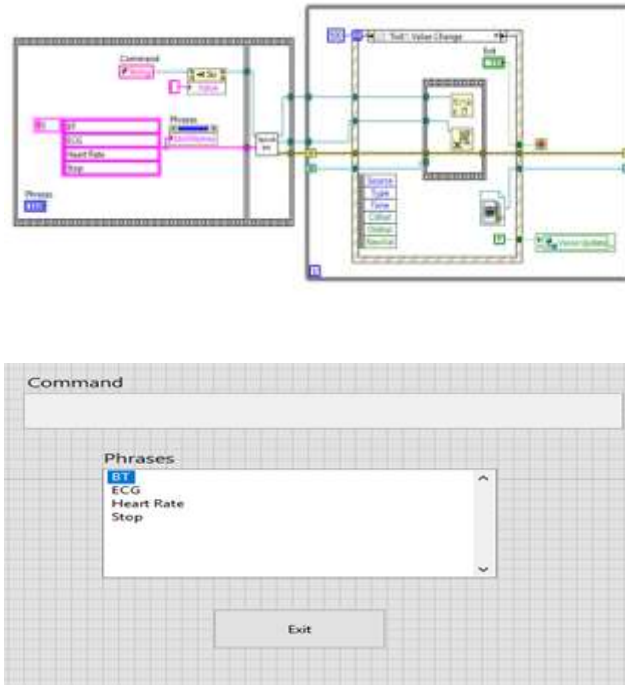 "Exit": Value Change
Exit
Command
Phrases
BT
ECG
Heart Rate
Stop
Phrases
Source
Type
Time
Command
Phrases
BT
ECG
Heart Rate
Stop
Exit